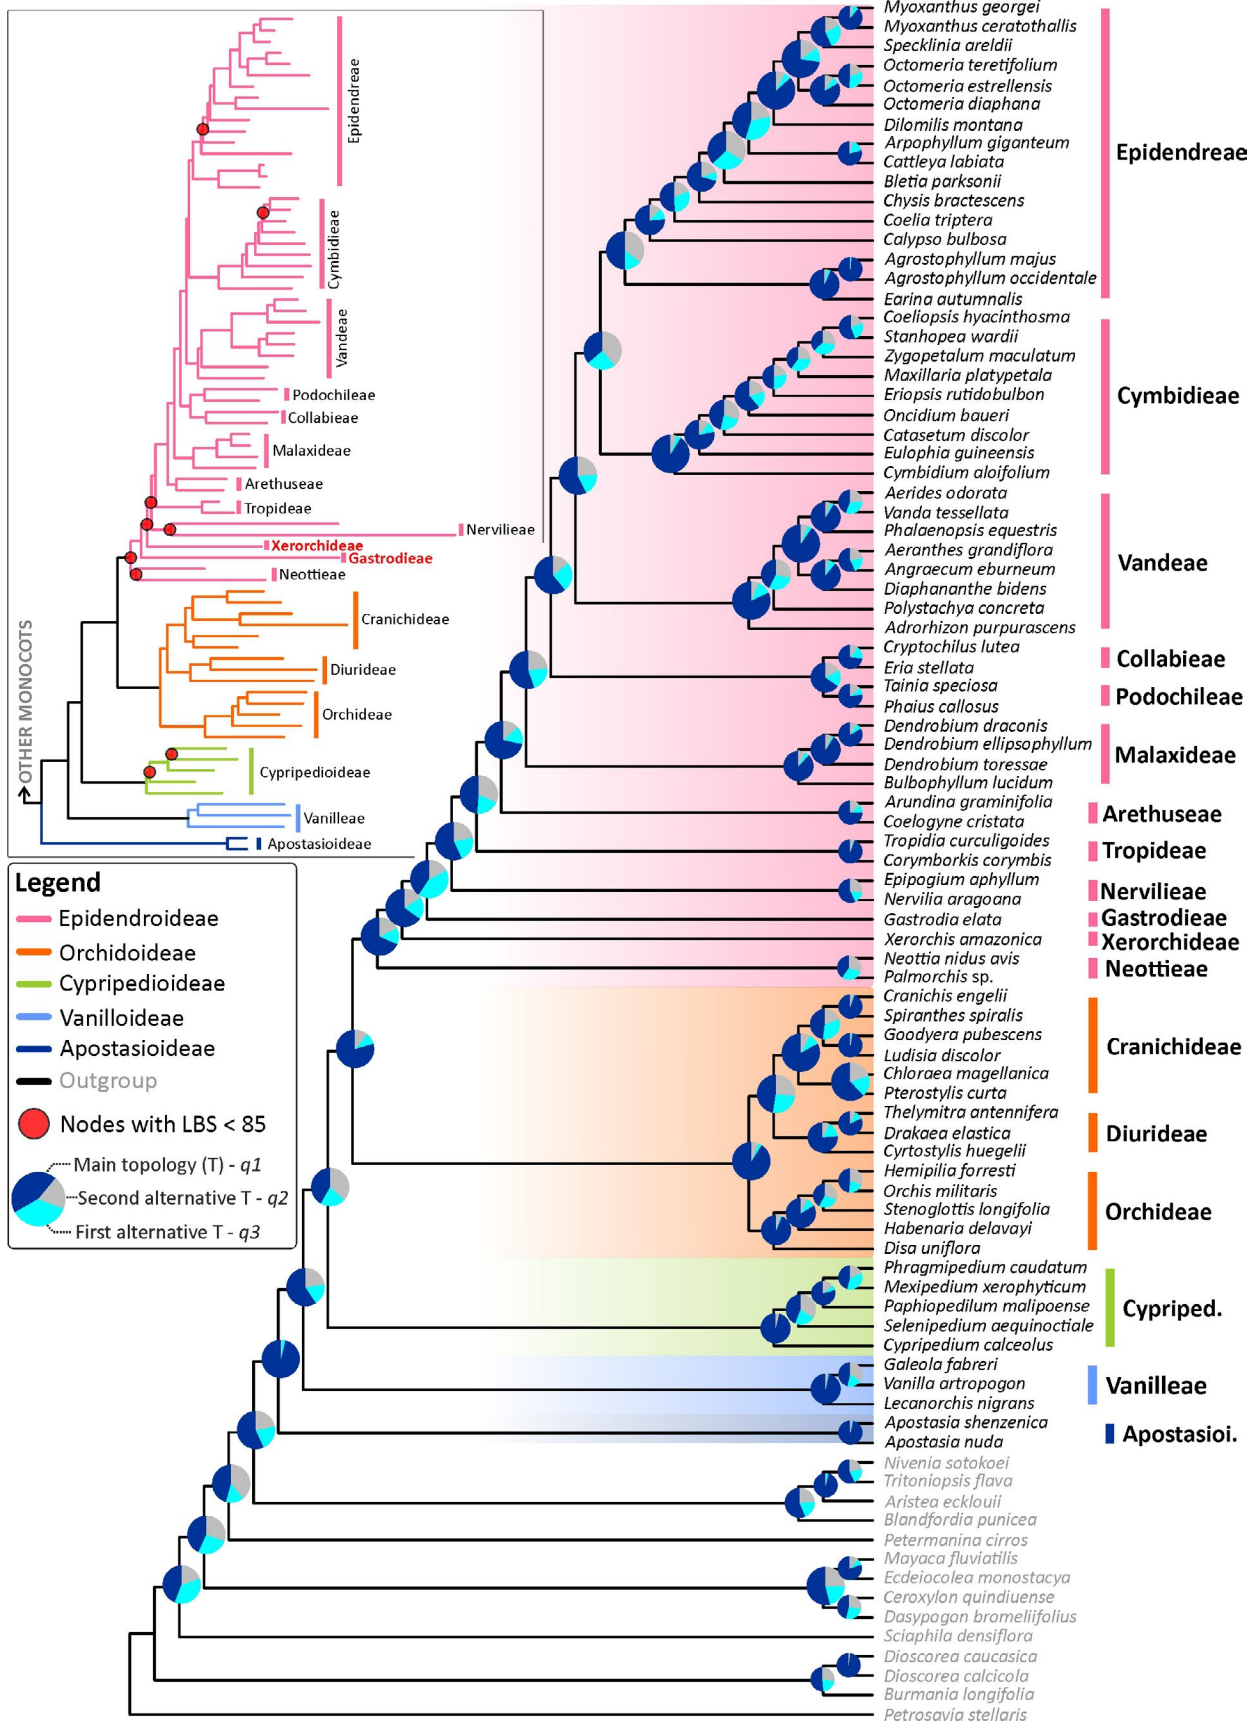 Epidendreae
Cymbidieae
Vandeae
Podochileae
Collabieae
Malaxideae
Arethuseae
Tropideae
Nervilieae
Xerorchideae
Gastrodieae
Neottieae
Cranichideae
Diurideae
Orchideae
Cypripedioideae
Vanilleae
Apostasioideae
OTHER MONOCOTS
Legend
Epidendroideae
Orchidoideae
Cypripedioideae
Vanilloideae
Apostasioideae
Outgroup
Nodes with LBS < 85
Main topology (T) - q1
Second alternative T - q2
First alternative T - q3
Myoxanthus georgei
Myoxanthus ceratothallis
Specklinia areldii
Octomeria teretifolium
Octomeria estrellensis
Octomeria diaphana
Dilomilis montana
Arpophyllum giganteum
Cattleya labiata
Bletia parksonii
Chysis bractescens
Coelia triptera
Calypso bulbosa
Agrostophyllum majus
Agrostophyllum occidentale
Earina autumnalis
Coeliopsis hyacinthosma
Stanhopea wardii
Zygopetalum maculatum
Maxillaria platypetala
Eriopsis rutidobulbon
Oncidium baueri
Catasetum discolor
Eulophia guineensis
Cymbidium aloifolium
Aerides odorata
Vanda tessellata
Phalaenopsis equestris
Aeranthes grandiflora
Angraecum eburneum
Diaphananthe bidens
Polystachya concreta
Adrorhizon purpurascens
Cryptochilus lutea
Eria stellata
Tainia speciosa
Phaius callosus
Dendrobium draconis
Dendrobium ellipsophyllum
Dendrobium toressae
Bulbophyllum lucidum
Arundina graminifolia
Coelogyne cristata
Tropidia curculigoides
Corymborkis corymbis
Epipogium aphyllum
Nervilia aragoana
Gastrodia elata
Xerorchis amazonica
Neottia nidus avis
Palmorchis sp.
Cranichis engelii
Spiranthes spiralis
Goodyera pubescens
Ludisia discolor
Chloraea magellanica
Pterostylis curta
Thelymitra antennifera
Drakaea elastica
Cyrtostylis huegelii
Hemipilia forresti
Orchis militaris
Stenoglottis longifolia
Habenaria delavayi
Disa uniflora
Phragmipedium caudatum
Mexipedium xerophyticum
Paphiopedilum malipoense
Selenipedium aequinoctiale
Cypripedium calceolus
Galeola fabreri
Vanilla artropogon
Lecanorchis nigrans
Apostasia shenzenica
Apostasia nuda
Nivenia sotokoei
Tritoniopsis flava
Aristea ecklouii
Blandfordia punicea
Petermanina cirros
Mayaca fluviatilis
Ecdeiocolea monostacya
Ceroxylon quindiuense
Dasypogon bromeliifolius
Sciaphila densiflora
Dioscorea caucasica
Dioscorea calcicola
Burmania longifolia
Petrosavia stellaris
Epidendreae
Cymbidieae
Vandeae
Collabieae
Podochileae
Malaxideae
Arethuseae
Tropideae
Nervilieae
Gastrodieae
Xerorchideae
Neottieae
Cranichideae
Diurideae
Orchideae
Cypriped.
Vanilleae
Apostasioi.